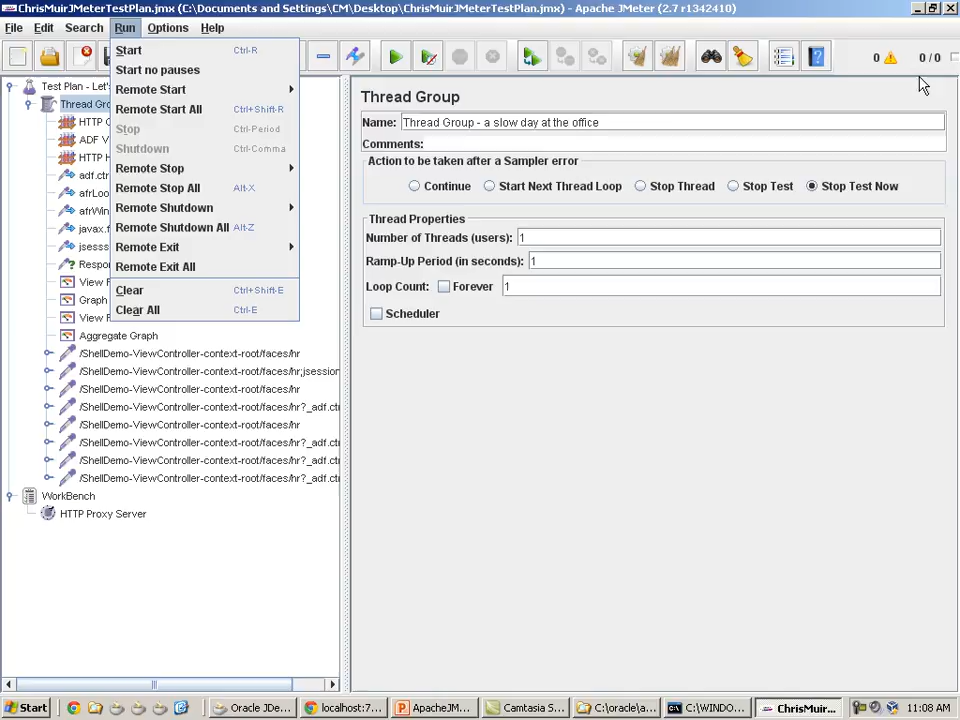 ChrisMuirJMeterTestPlan.jmx (C:\Documents and Settings\CM\Desktop\ChrisMuirJMeterTestPlan.jmx) - Apache JMeter (2.7 r1342410)
File Edit Search Run Options Help
0 0 / 0
Start Ctrl-R
Start no pauses
Remote Start
Remote Start All Ctrl+Shift-R
Stop Ctrl-Period
Shutdown Ctrl-Comma
Remote Stop
Remote Stop All Alt-X
Remote Shutdown
Remote Shutdown All Alt-Z
Remote Exit
Remote Exit All
Clear Ctrl+Shift-E
Clear All Ctrl-E
Test Plan - Let'
Thread Gro
HTTP C
ADF V
HTTP H
adf.ctr
afrLoo
afrWin
javax.f
jsesss
Respon
View F
Graph
View F
Aggregate Graph
/ShellDemo-ViewController-context-root/faces/hr
/ShellDemo-ViewController-context-root/faces/hr;jsession
/ShellDemo-ViewController-context-root/faces/hr
/ShellDemo-ViewController-context-root/faces/hr?_adf.ctr
/ShellDemo-ViewController-context-root/faces/hr
/ShellDemo-ViewController-context-root/faces/hr?_adf.ctr
/ShellDemo-ViewController-context-root/faces/hr?_adf.ctr
/ShellDemo-ViewController-context-root/faces/hr?_adf.ctr
WorkBench
HTTP Proxy Server
Thread Group
Name: Thread Group - a slow day at the office
Comments:
Action to be taken after a Sampler error
Continue Start Next Thread Loop Stop Thread Stop Test Stop Test Now
Thread Properties
Number of Threads (users): 1
Ramp-Up Period (in seconds): 1
Loop Count: Forever 1
Scheduler
Start Oracle JDe... localhost:7... ApacheJM... Camtasia S... C:\oracle\a... C:\WINDO... ChrisMuir... 11:08 AM